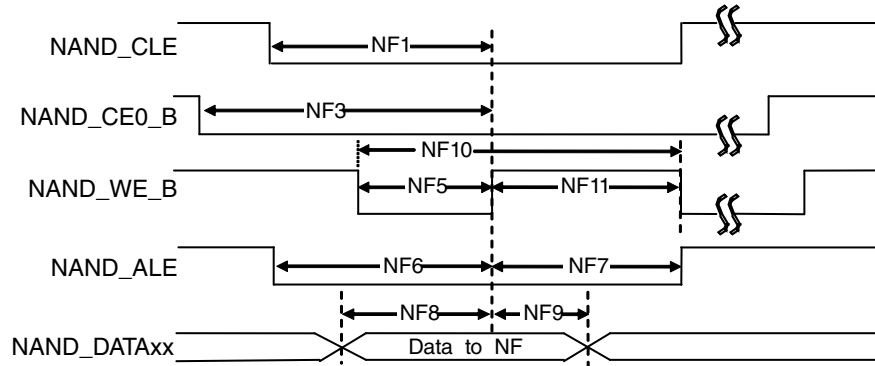 NAND_CLE
NF1
NAND_CE0_B
NF3
NF10
NAND_WE_B
NF5
NF11
NAND_ALE
NF6
NF7
NF8
NF9
NAND_DATAxx
Data to NF